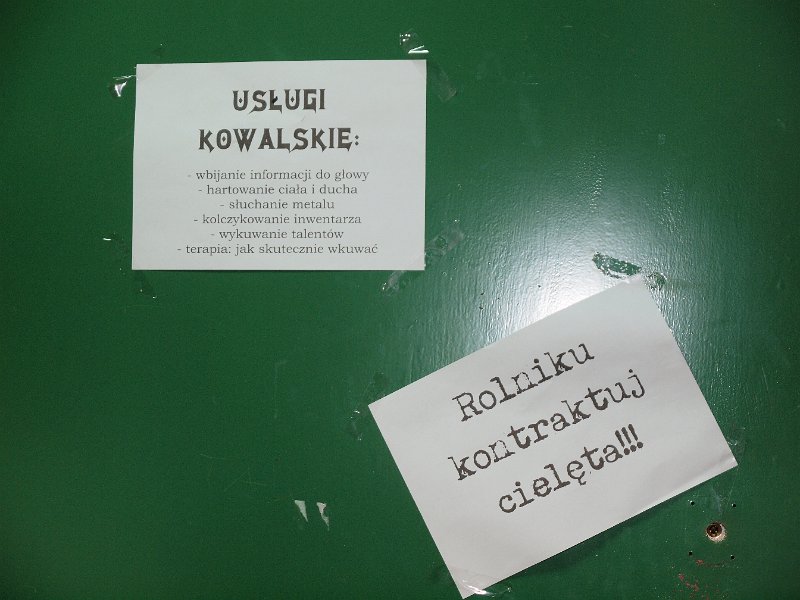 USŁUGI
KOWALSKIE:
- wbijanie informacji do głowy
- hartowanie ciała i ducha
- słuchanie metalu
- kolczykowanie inwentarza
- wykuwanie talentów
- terapia: jak skutecznie wkuwać
Rolniku
kontraktuj
cielęta!!!